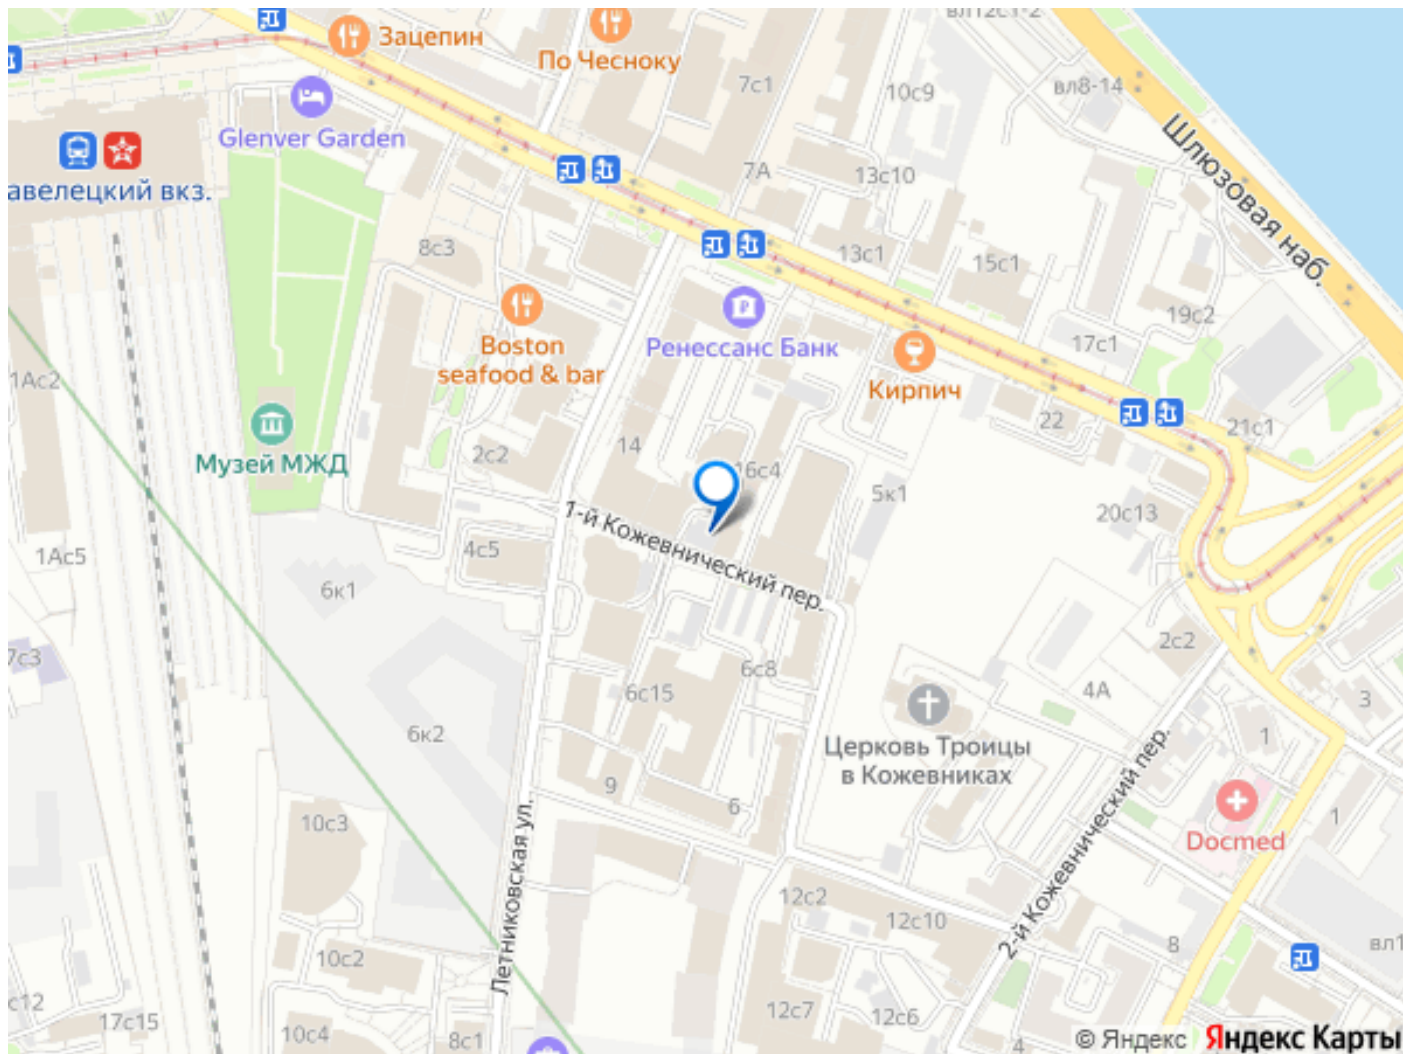 вл12с1-2
Зацепин
По Чесноку
7с1
10с9
вл8-14
Glenver Garden
Шлюзовая наб.
7А
13с10
авелецкий вкз.
8с3
13с1
15с1
19с2
Boston
seafood & bar
Ренессанс Банк
17с1
1Ас2
Кирпич
22
21с1
Музей МЖД
14
2с2
16с4
5к1
20с13
1-й Кожевнический пер.
1Ас5
4с5
6к1
2с2
7с3
6с15
6с8
4А
3
6к2
Церковь Троицы
в Кожевниках
1
9
6
2-й Кожевнический пер.
10с3
1
Docmed
Летниковская ул.
12с2
12с10
8
вл1
10с2
с12
17с15
10с4
8с1
12с7
12с6
4
© Яндекс Яндекс Карты